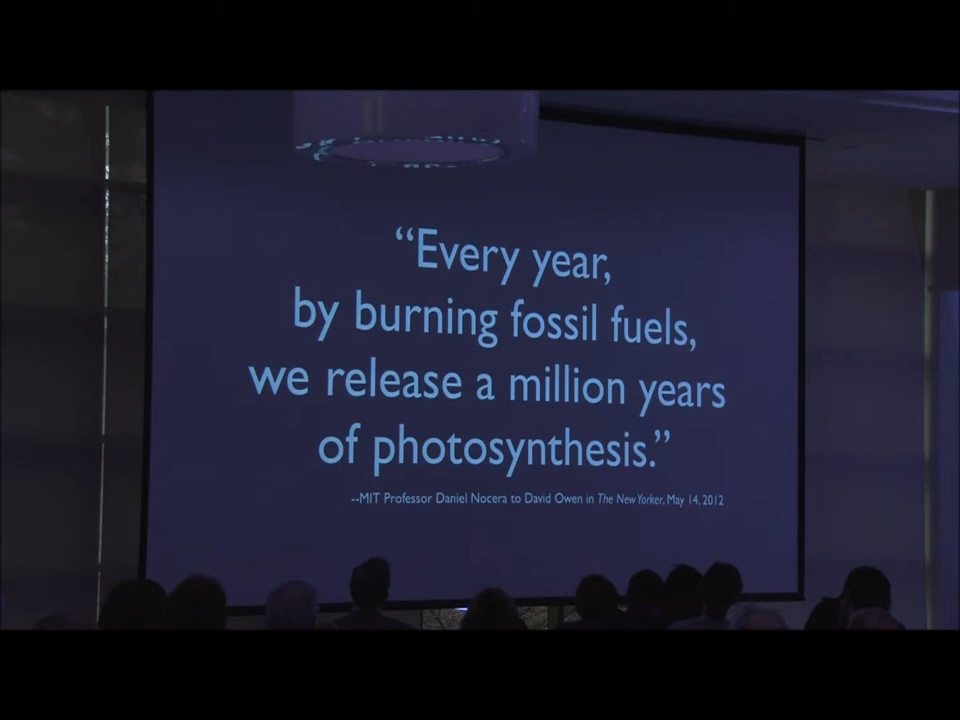 “Every year,
by burning fossil fuels,
we release a million years
of photosynthesis.”
--MIT Professor Daniel Nocera to David Owen in The New Yorker, May 14, 2012